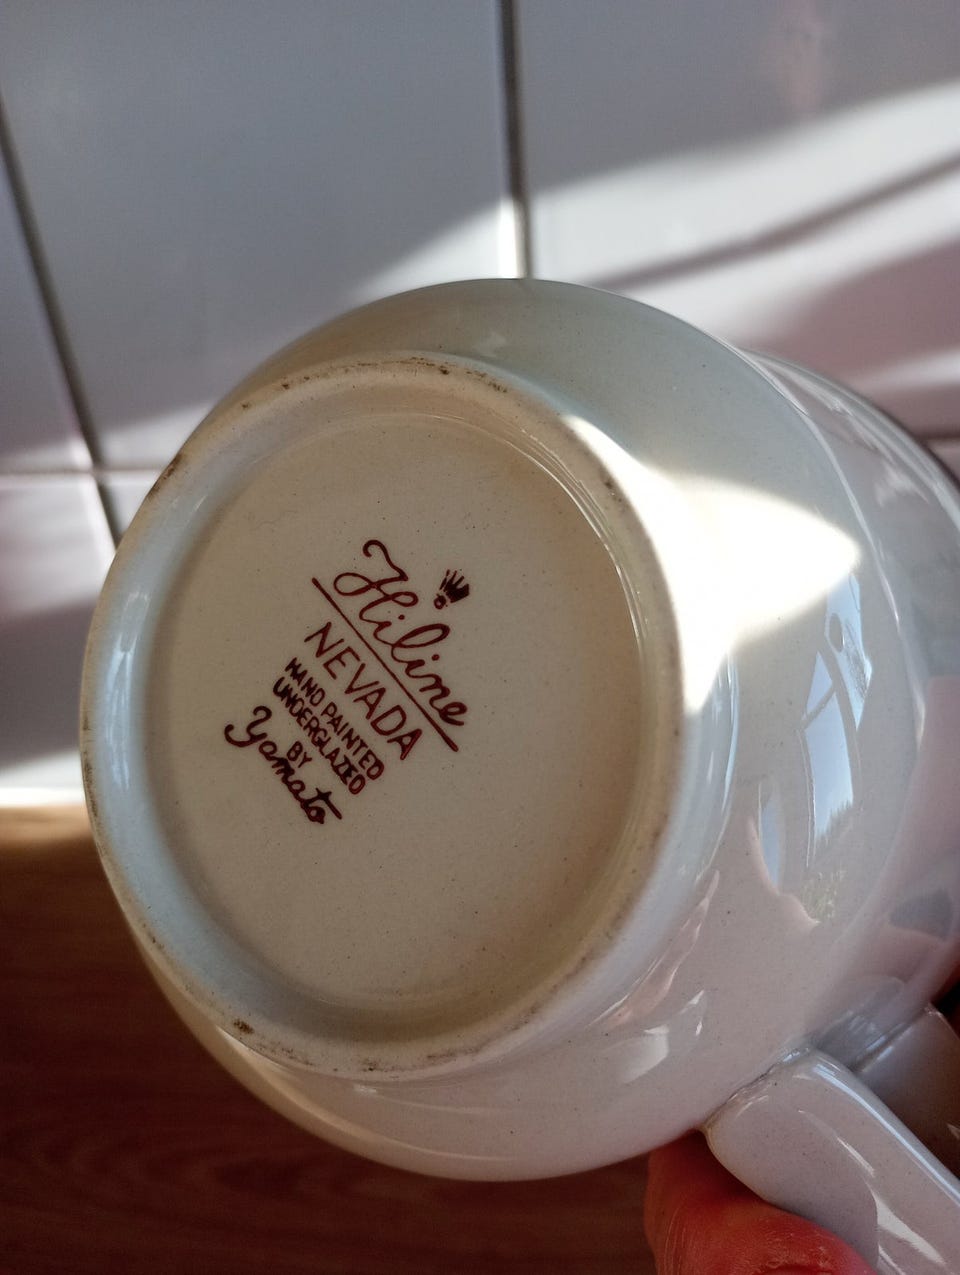 Hiline
NEVADA
HAND PAINTED
UNDERGLAZED
BY
Yamato